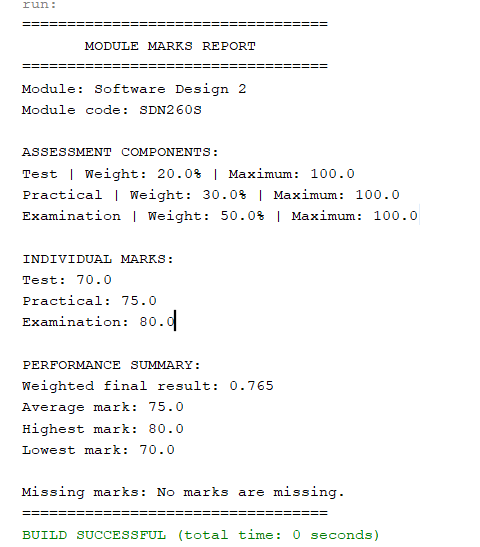 run:
==================================
MODULE MARKS REPORT
==================================
Module: Software Design 2
Module code: SDN260S
ASSESSMENT COMPONENTS:
Test | Weight: 20.0% | Maximum: 100.0
Practical | Weight: 30.0% | Maximum: 100.0
Examination | Weight: 50.0% | Maximum: 100.0
INDIVIDUAL MARKS:
Test: 70.0
Practical: 75.0
Examination: 80.0
PERFORMANCE SUMMARY:
Weighted final result: 0.765
Average mark: 75.0
Highest mark: 80.0
Lowest mark: 70.0
Missing marks: No marks are missing.
==================================
BUILD SUCCESSFUL (total time: 0 seconds)